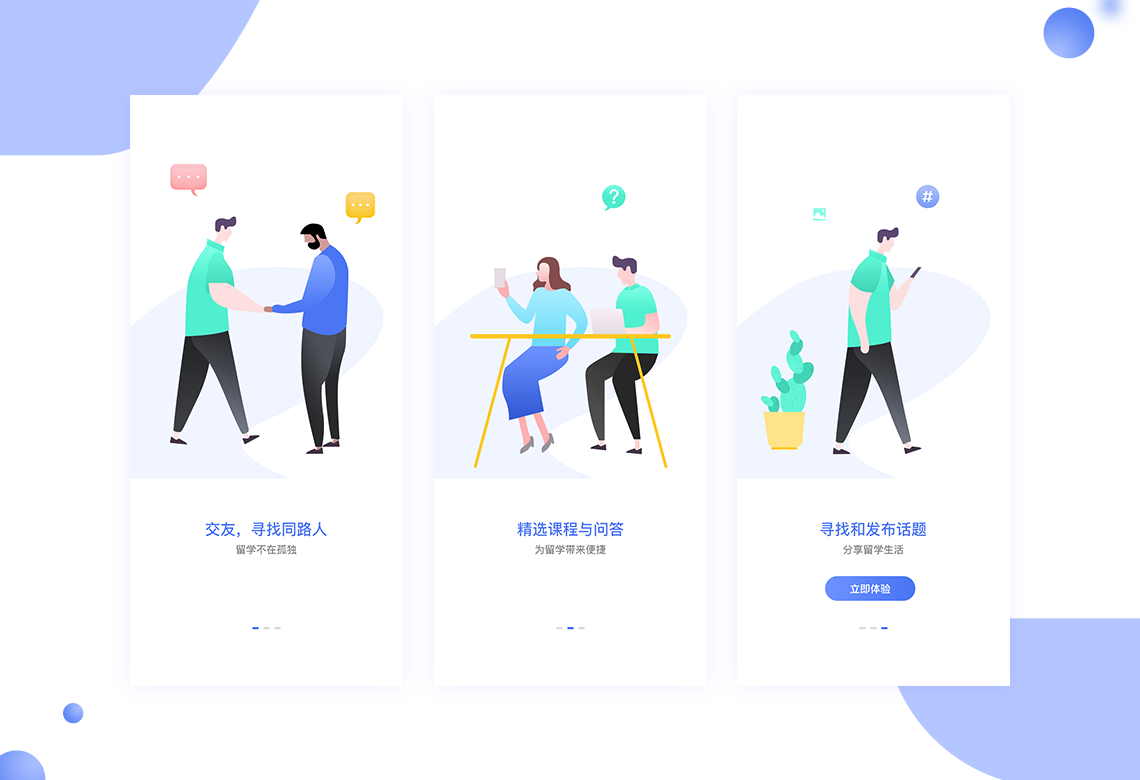 ?
#
交友，寻找同路人
留学不在孤独
精选课程与问答
为留学带来便捷
寻找和发布话题
分享留学生活
立即体验